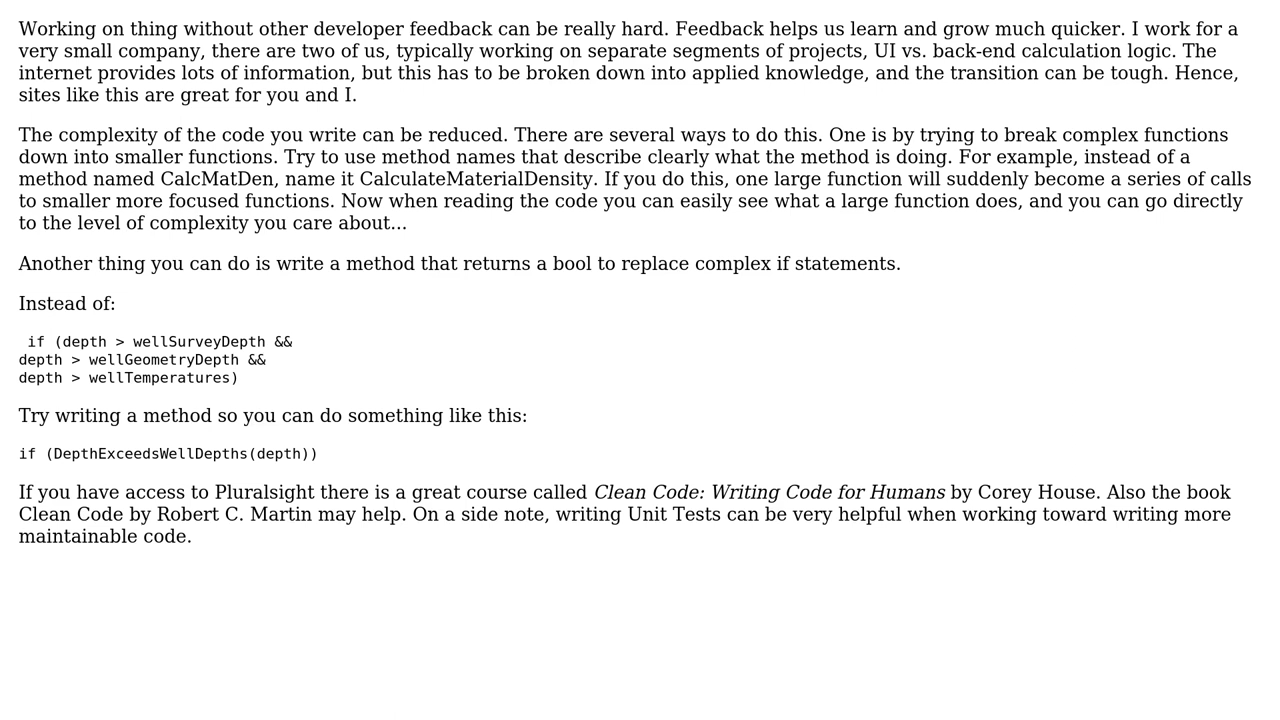 Working on thing without other developer feedback can be really hard. Feedback helps us learn and grow much quicker. I work for a
very small company, there are two of us, typically working on separate segments of projects, UI vs. back-end calculation logic. The
internet provides lots of information, but this has to be broken down into applied knowledge, and the transition can be tough. Hence,
sites like this are great for you and I.
The complexity of the code you write can be reduced. There are several ways to do this. One is by trying to break complex functions
down into smaller functions. Try to use method names that describe clearly what the method is doing. For example, instead of a
method named CalcMatDen, name it CalculateMaterialDensity. If you do this, one large function will suddenly become a series of calls
to smaller more focused functions. Now when reading the code you can easily see what a large function does, and you can go directly
to the level of complexity you care about...
Another thing you can do is write a method that returns a bool to replace complex if statements.
Instead of:
if (depth > wellSurveyDepth &&
depth > wellGeometryDepth &&
depth > wellTemperatures)
Try writing a method so you can do something like this:
if (DepthExceedsWellDepths(depth))
If you have access to Pluralsight there is a great course called Clean Code: Writing Code for Humans by Corey House. Also the book
Clean Code by Robert C. Martin may help. On a side note, writing Unit Tests can be very helpful when working toward writing more
maintainable code.